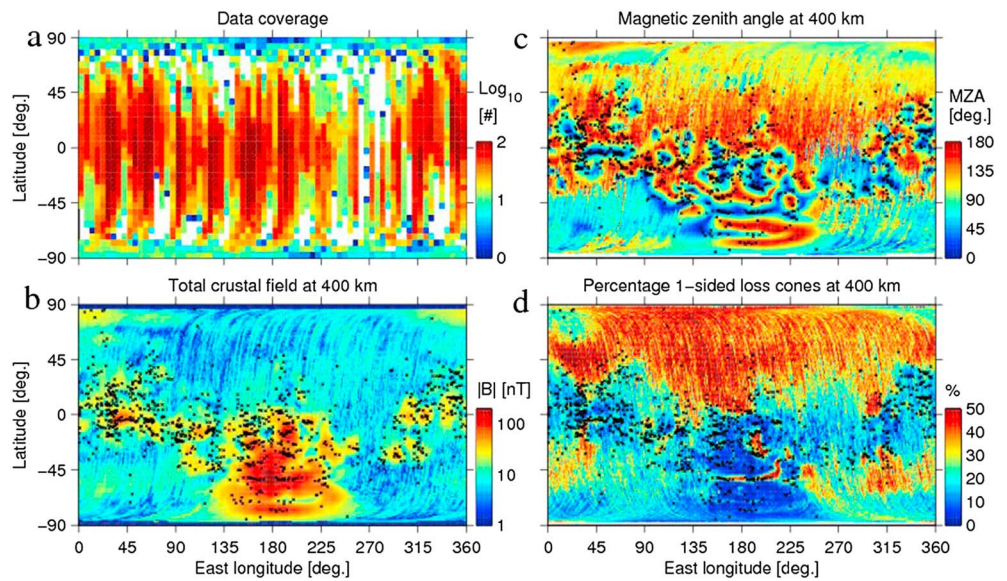 a
Data coverage
90
45
0
−45
−90
Latitude [deg.]
Log10
[#]
2
1
0
c
Magnetic zenith angle at 400 km
MZA
[deg.]
180
135
90
45
0
b
Total crustal field at 400 km
90
45
0
−45
−90
Latitude [deg.]
0 45 90 135 180 225 270 315 360
East longitude [deg.]
|B| [nT]
100
10
1
d
Percentage 1−sided loss cones at 400 km
0 45 90 135 180 225 270 315 360
East longitude [deg.]
%
50
40
30
20
10
0